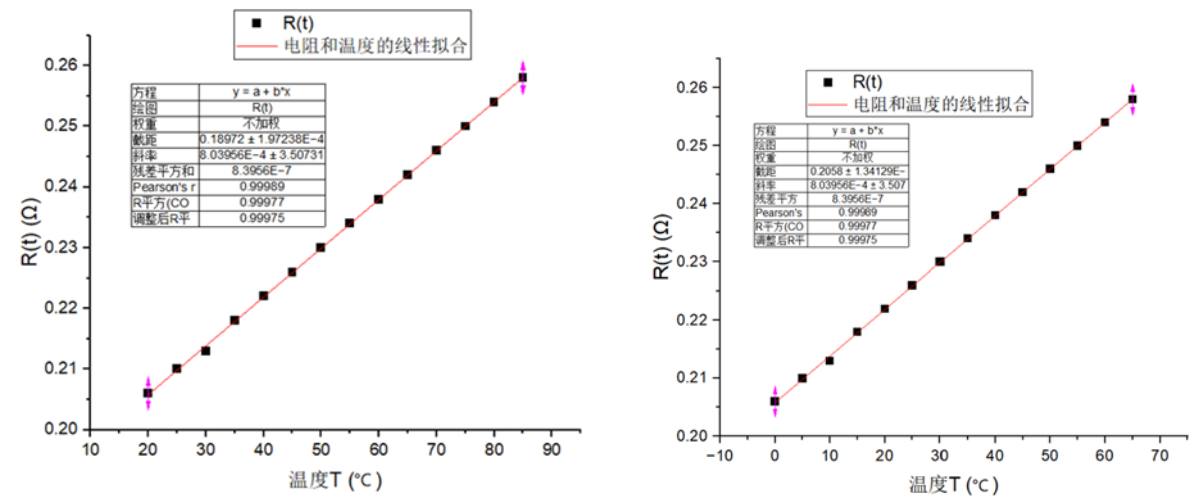 R(t)
电阻和温度的线性拟合
0.26
0.25
0.24
0.23
0.22
0.21
0.20
R(t) (Ω)
方程 y = a + b*x
绘图 R(t)
权重 不加权
截距 0.18972 ± 1.97238E-4
斜率 8.03956E-4 ± 3.50731
残差平方和 8.3956E-7
Pearson's r 0.99989
R平方(CO 0.99977
调整后R平 0.99975
10 20 30 40 50 60 70 80 90
温度T (℃)
R(t)
电阻和温度的线性拟合
0.26
0.25
0.24
0.23
0.22
0.21
0.20
R(t) (Ω)
方程 y = a + b*x
绘图 R(t)
权重 不加权
截距 0.2058 ± 1.34129E-
斜率 8.03956E-4 ± 3.507
残差平方 8.3956E-7
Pearson's 0.99989
R平方(CO 0.99977
调整后R平 0.99975
-10 0 10 20 30 40 50 60 70
温度T (℃)